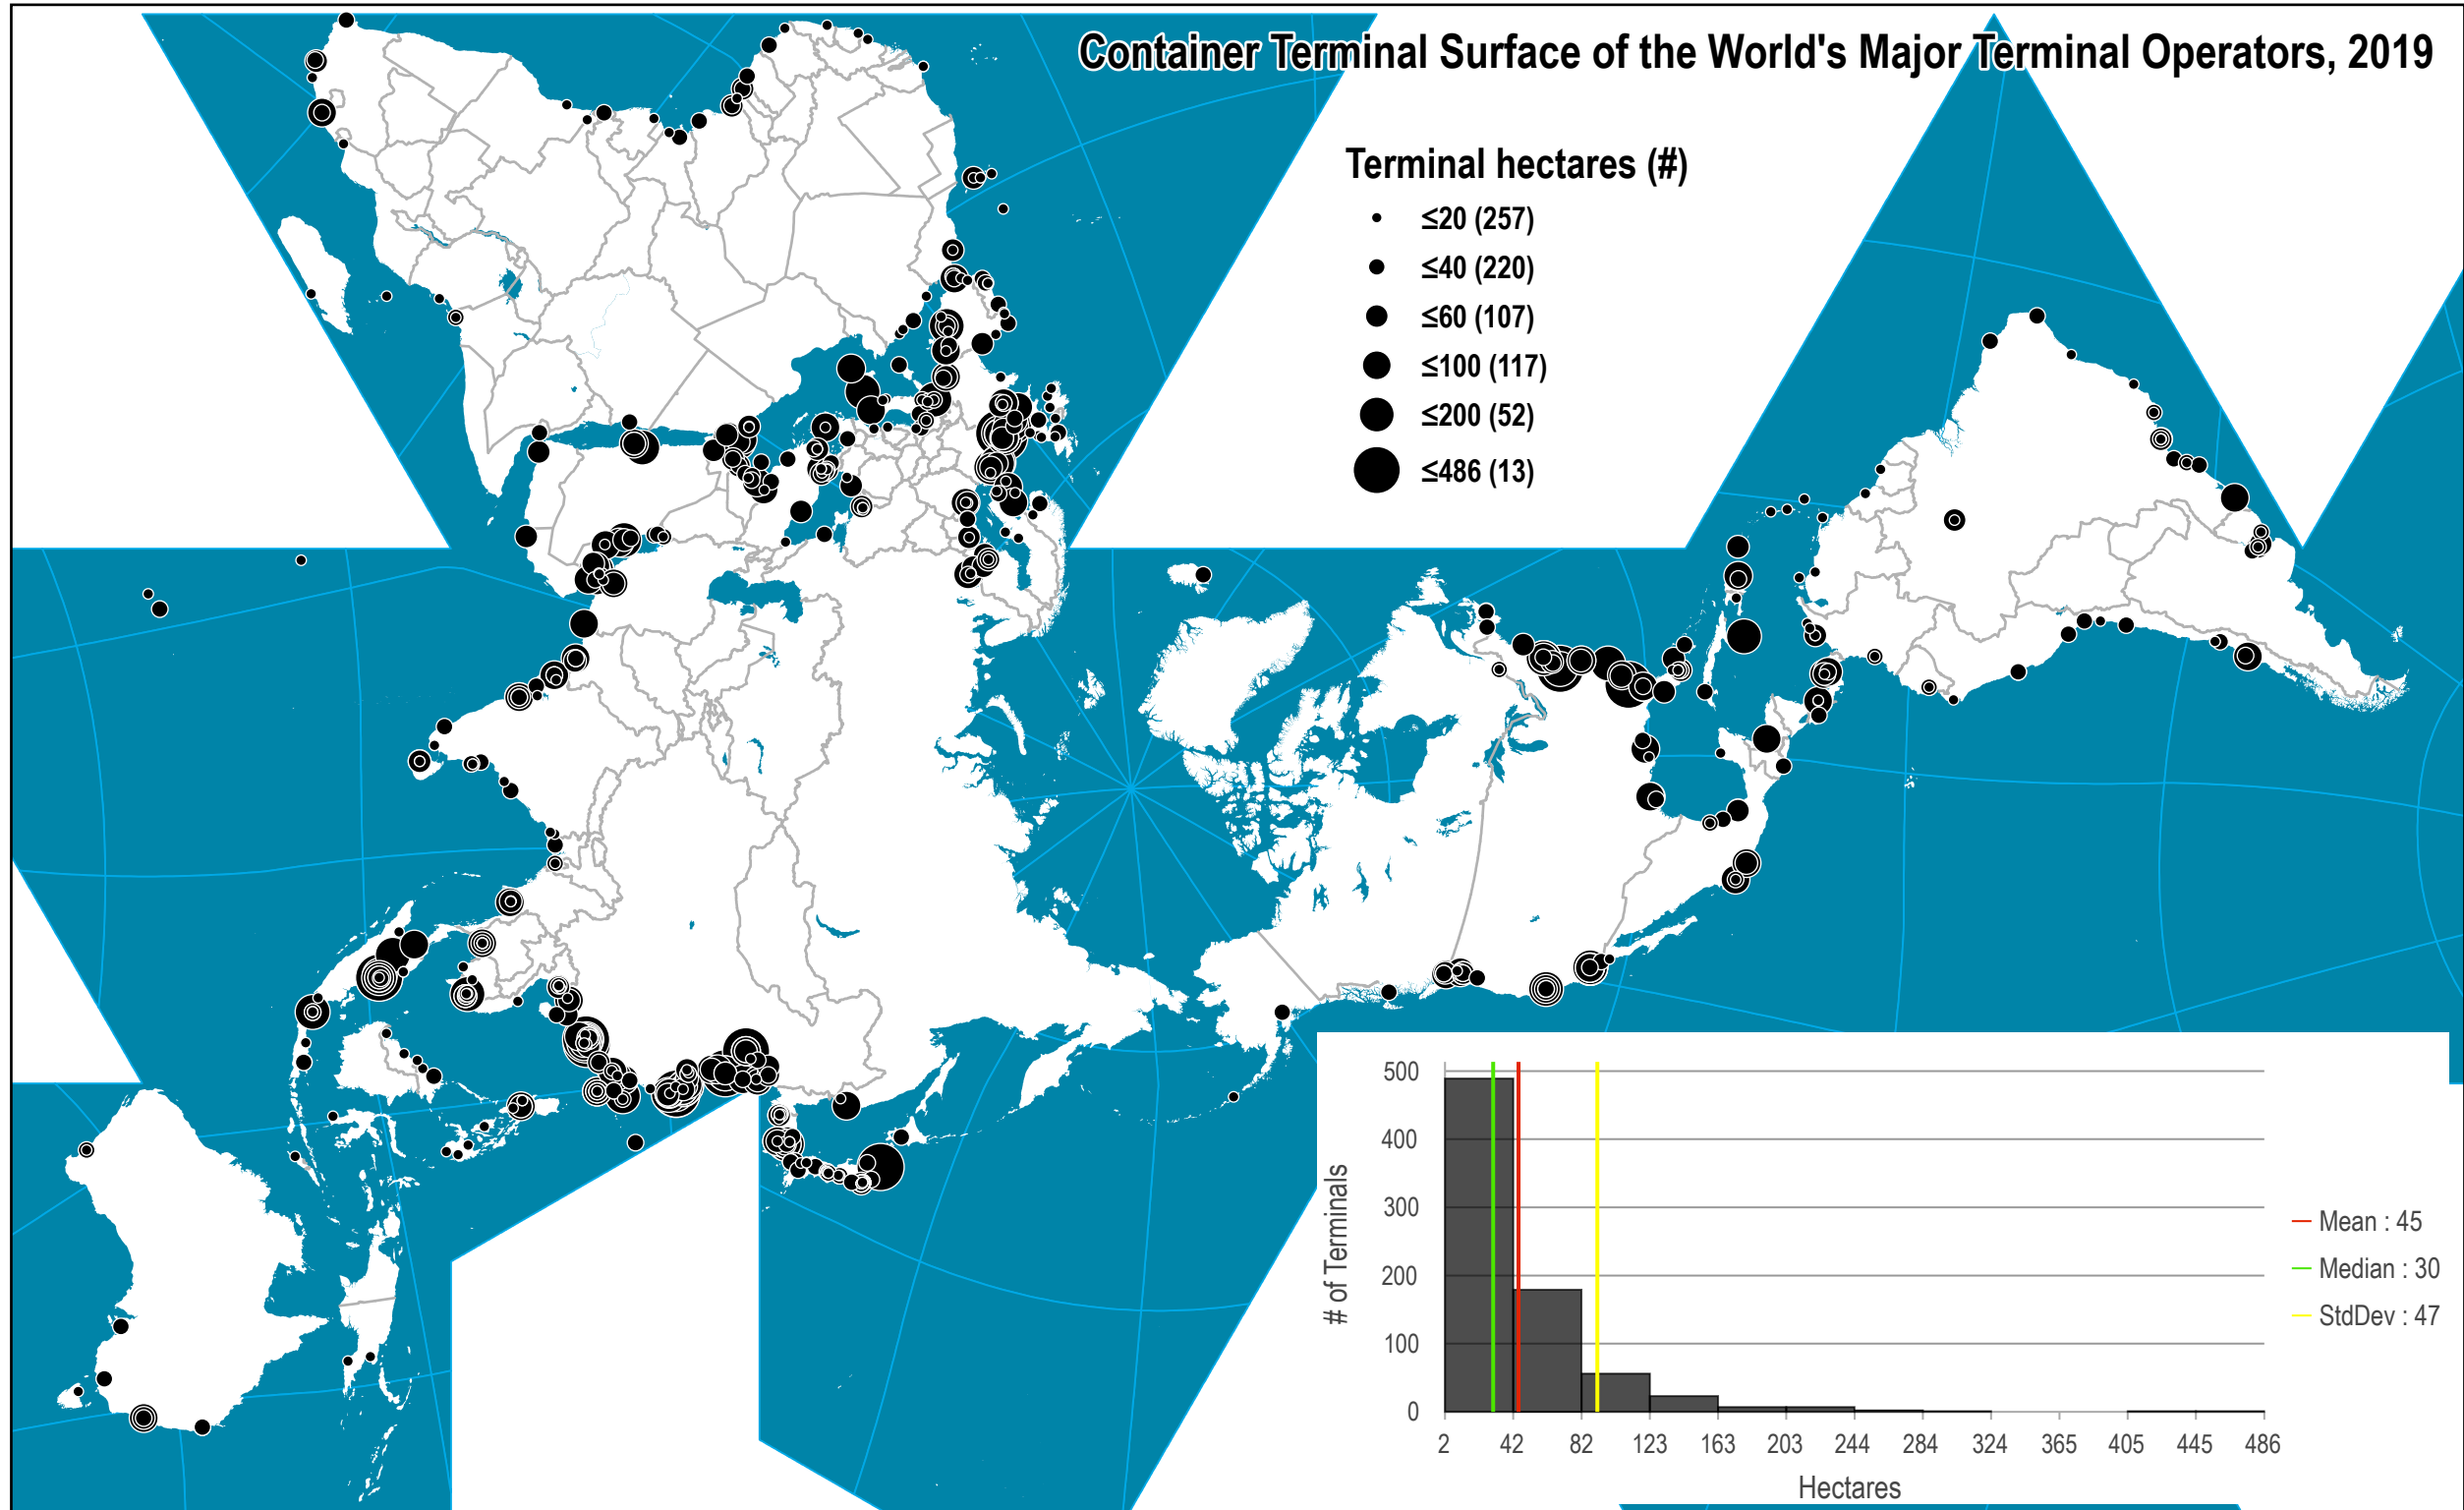 Container Terminal Surface of the World's Major Terminal Operators, 2019
Terminal hectares (#)
≤20 (257)
≤40 (220)
≤60 (107)
≤100 (117)
≤200 (52)
≤486 (13)
500
400
300
200
100
0
# of Terminals
2 42 82 123 163 203 244 284 324 365 405 445 486
Hectares
Mean : 45
Median : 30
StdDev : 47